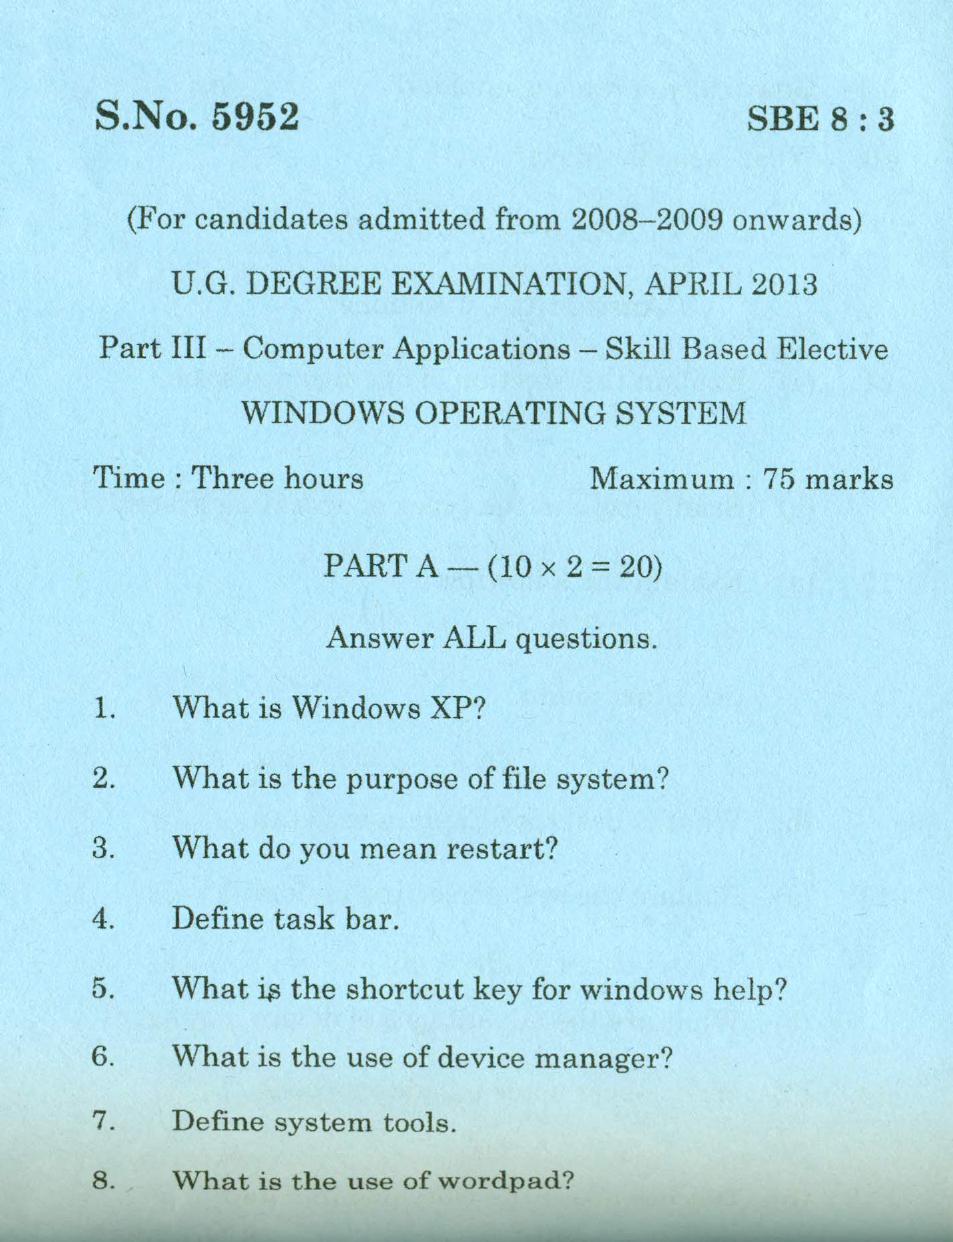 S.No. 5952 SBE 8 : 3
(For candidates admitted from 2008–2009 onwards)
U.G. DEGREE EXAMINATION, APRIL 2013
Part III – Computer Applications – Skill Based Elective
WINDOWS OPERATING SYSTEM
Time : Three hours Maximum : 75 marks
PART A — (10 × 2 = 20)
Answer ALL questions.
1. What is Windows XP?
2. What is the purpose of file system?
3. What do you mean restart?
4. Define task bar.
5. What is the shortcut key for windows help?
6. What is the use of device manager?
7. Define system tools.
8. What is the use of wordpad?